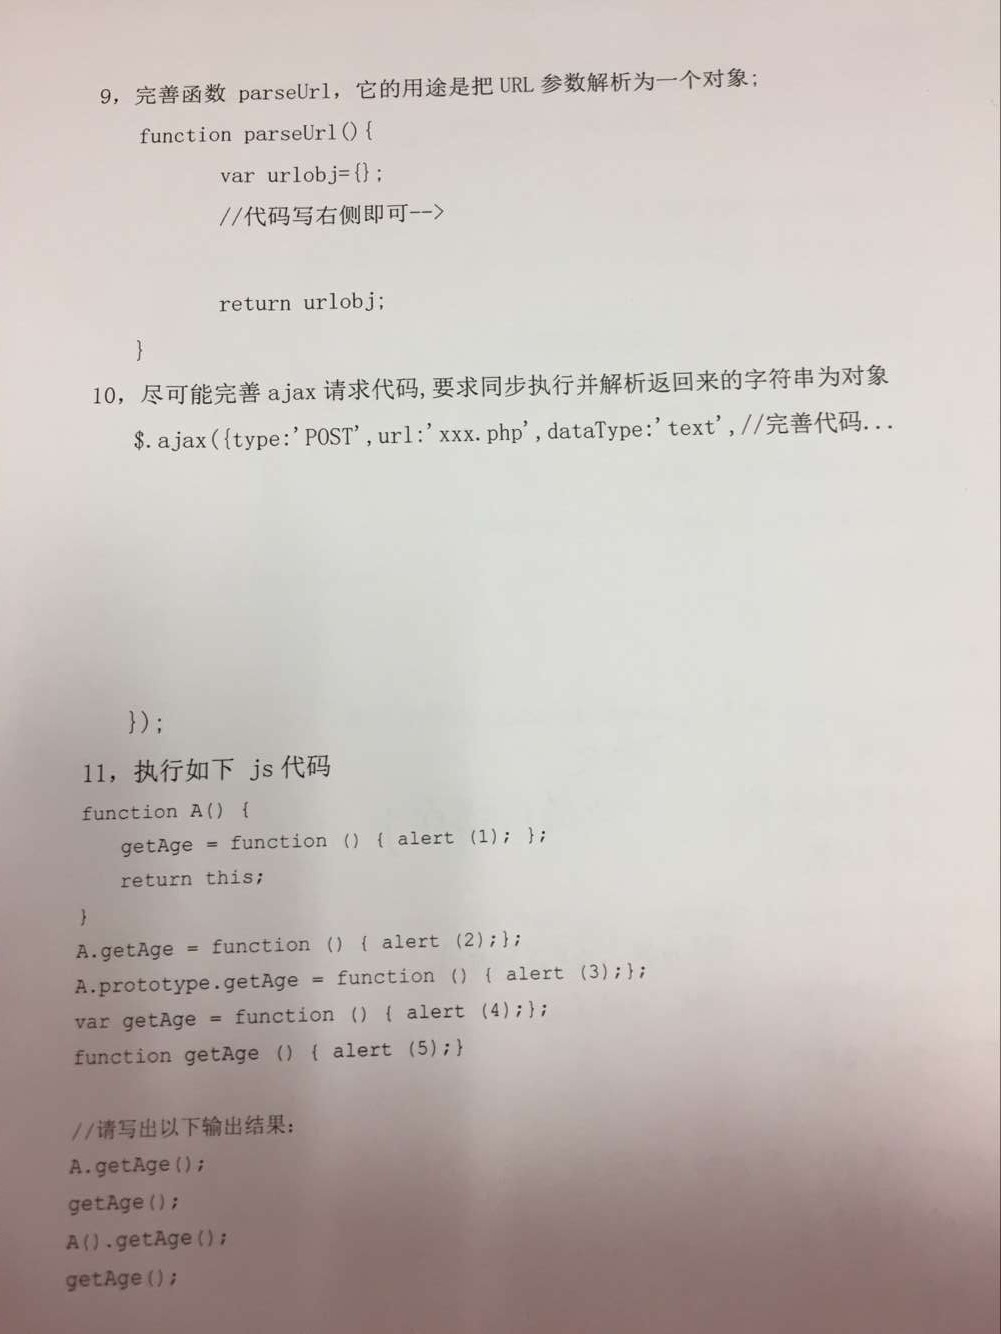 9，完善函数 parseUrl，它的用途是把 URL 参数解析为一个对象;
function parseUrl(){
var urlobj={};
//代码写右侧即可-->
return urlobj;
}
10，尽可能完善 ajax 请求代码,要求同步执行并解析返回来的字符串为对象
$.ajax({type:'POST',url:'xxx.php',dataType:'text',//完善代码...
});
11，执行如下 js 代码
function A() {
getAge = function () { alert (1); };
return this;
}
A.getAge = function () { alert (2);};
A.prototype.getAge = function () { alert (3);};
var getAge = function () { alert (4);};
function getAge () { alert (5);}
//请写出以下输出结果:
A.getAge();
getAge();
A().getAge();
getAge();